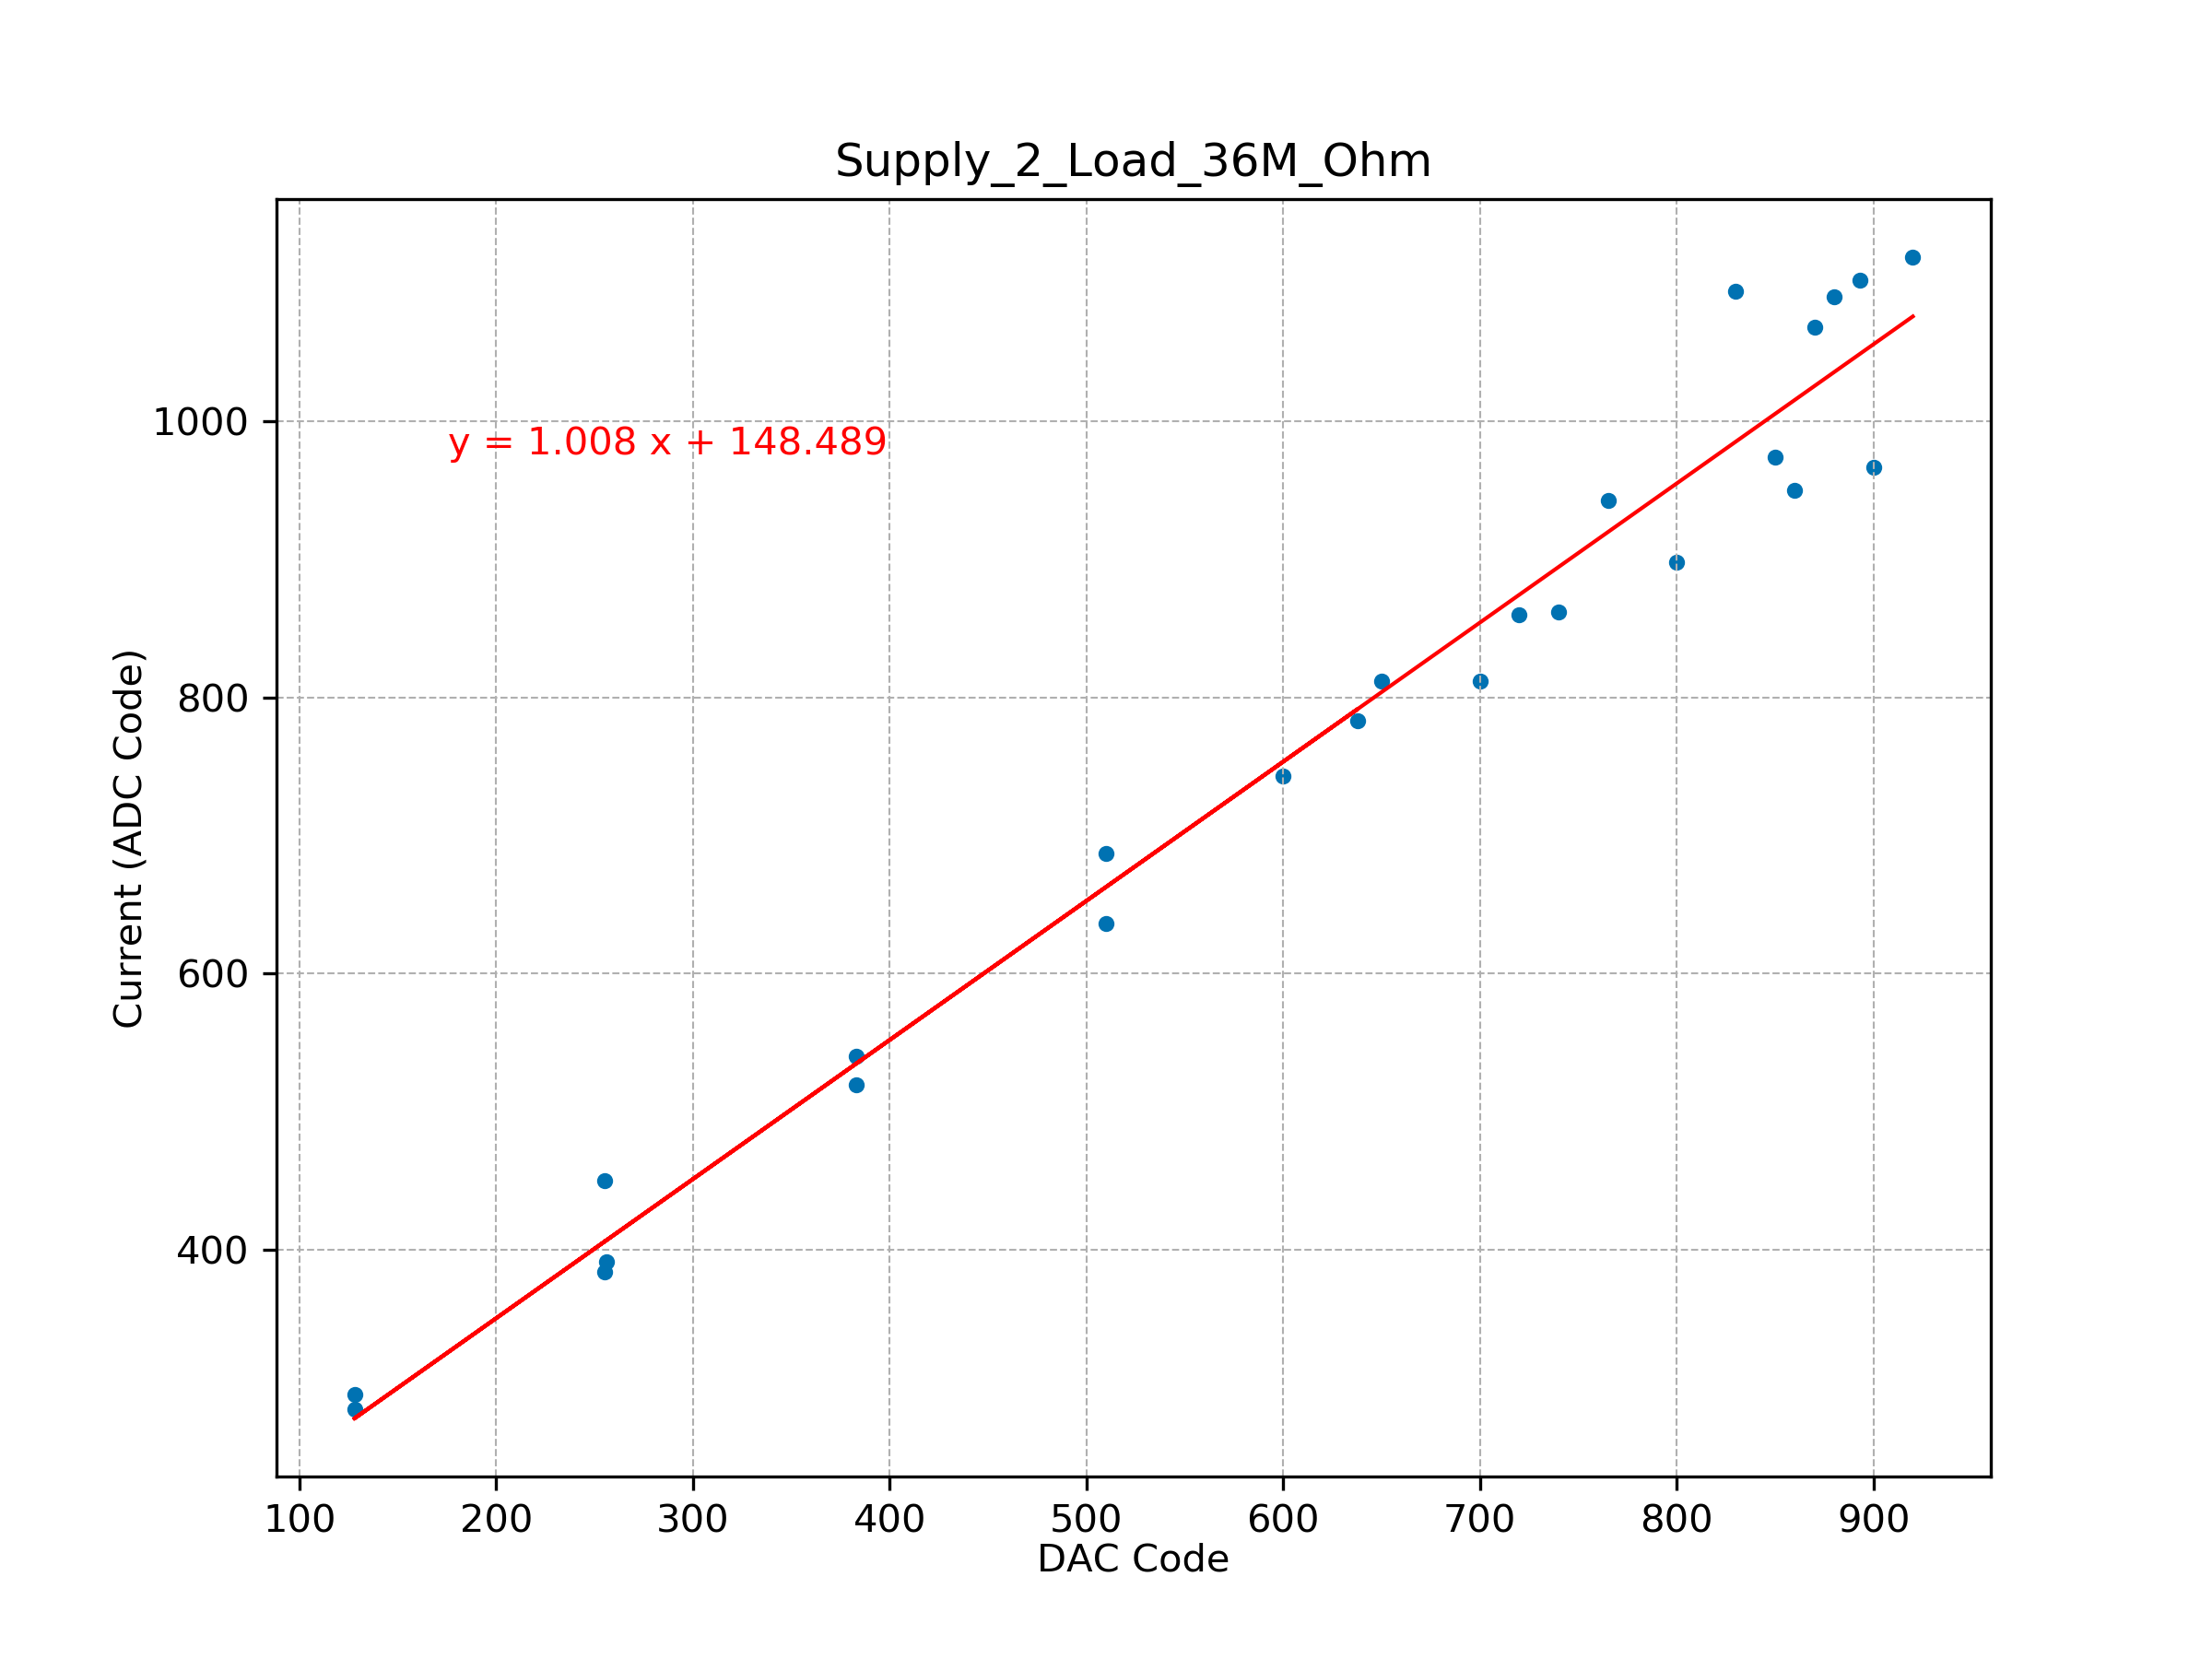 Supply_2_Load_36M_Ohm
y = 1.008 x + 148.489
Current (ADC Code)
1000
800
600
400
100 200 300 400 500 600 700 800 900
DAC Code